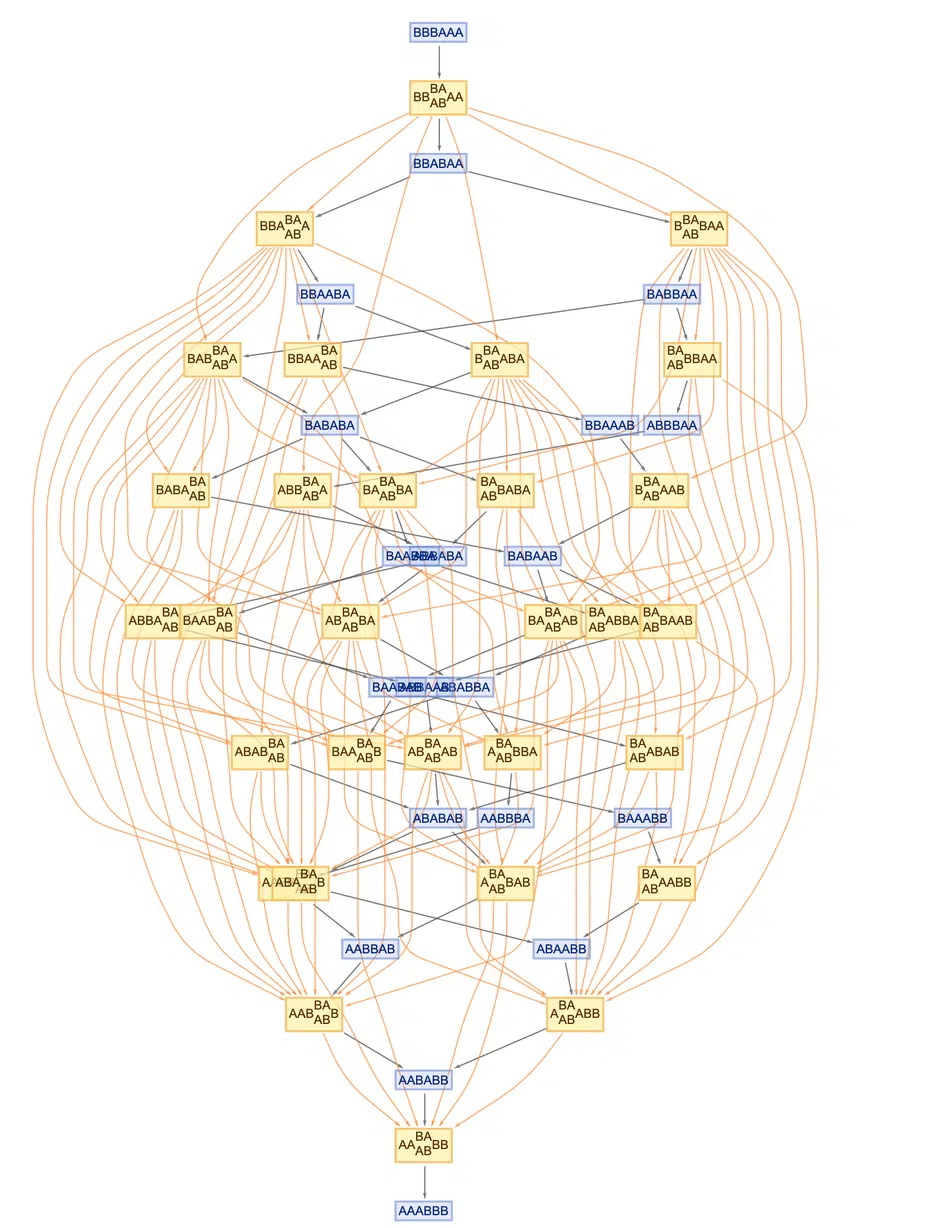 BBBAAA
BB BA AB AA
BBABAA
BBA BA AB A
B BA AB BAA
BBAABA
BABBAA
BAB BA AB A
BBAA BA AB
B BA AB ABA
BA AB BBAA
BABABA
BBAAAB
ABBBAA
BABA BA AB
ABB BA AB A
BA BA AB BA
BA AB BABA
B BA AB AAB
BABAAB
ABBA BA AB
BAAB BA AB
AB BA AB BA
BA BA AB AB
BA AB ABBA
BA AB BAAB
ABABBA
ABAB BA AB
BAA BA AB B
AB BA AB AB
A BA AB BBA
BA AB ABAB
ABABAB
AABBBA
BAAABB
ABA BA AB B
A BA AB BAB
BA AB AABB
AABBAB
ABAABB
AAB BA AB B
A BA AB ABB
AABABB
AA BA AB BB
AAABBB